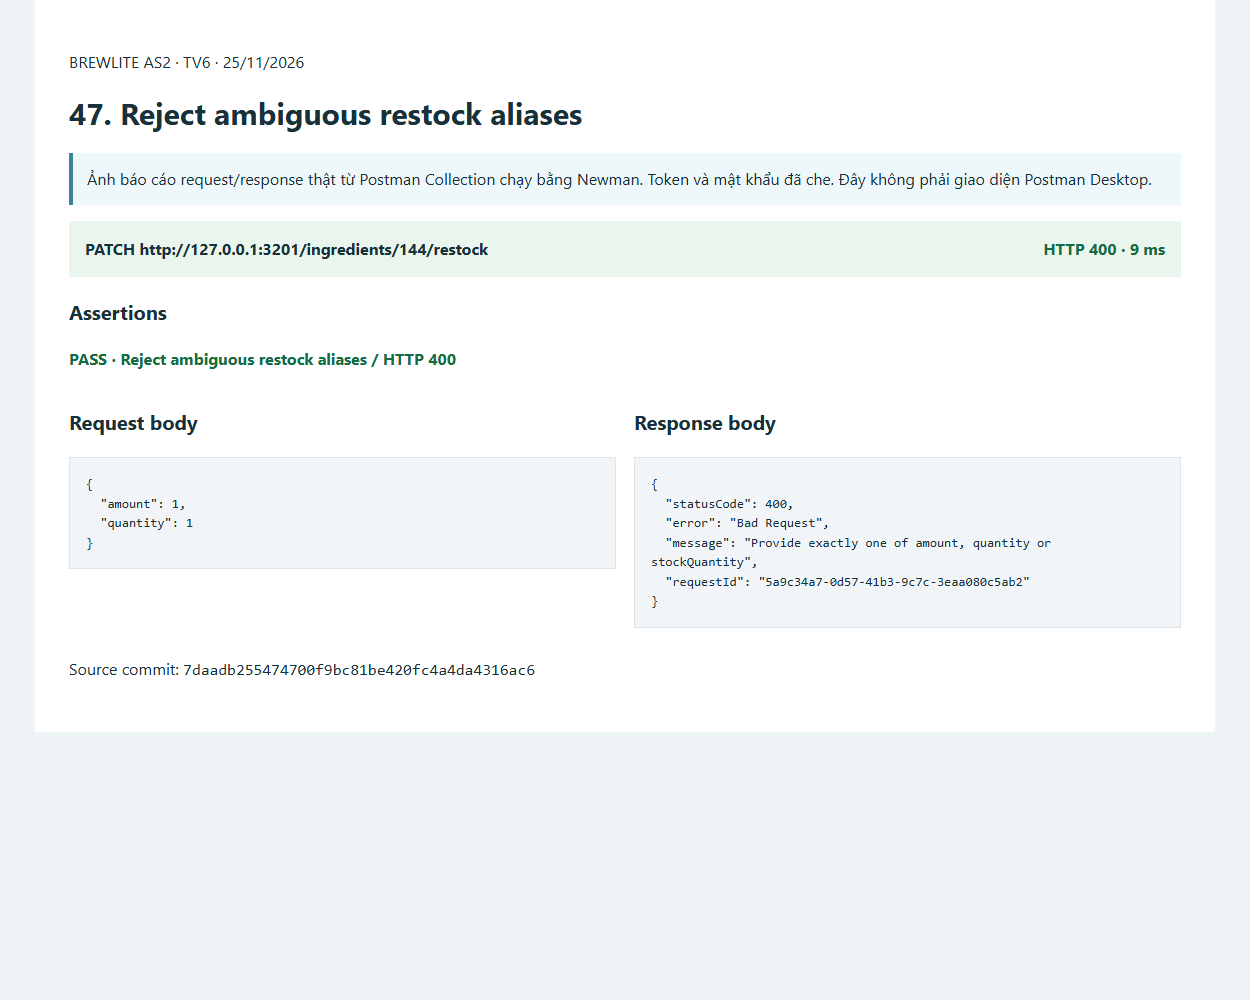 BREWLITE AS2 · TV6 · 25/11/2026
47. Reject ambiguous restock aliases
Ảnh báo cáo request/response thật từ Postman Collection chạy bằng Newman. Token và mật khẩu đã che. Đây không phải giao diện Postman Desktop.
PATCH http://127.0.0.1:3201/ingredients/144/restock HTTP 400 · 9 ms
Assertions
PASS · Reject ambiguous restock aliases / HTTP 400
Request body
{
  "amount": 1,
  "quantity": 1
}
Response body
{
  "statusCode": 400,
  "error": "Bad Request",
  "message": "Provide exactly one of amount, quantity or
stockQuantity",
  "requestId": "5a9c34a7-0d57-41b3-9c7c-3eaa080c5ab2"
}
Source commit: 7daadb255474700f9bc81be420fc4a4da4316ac6